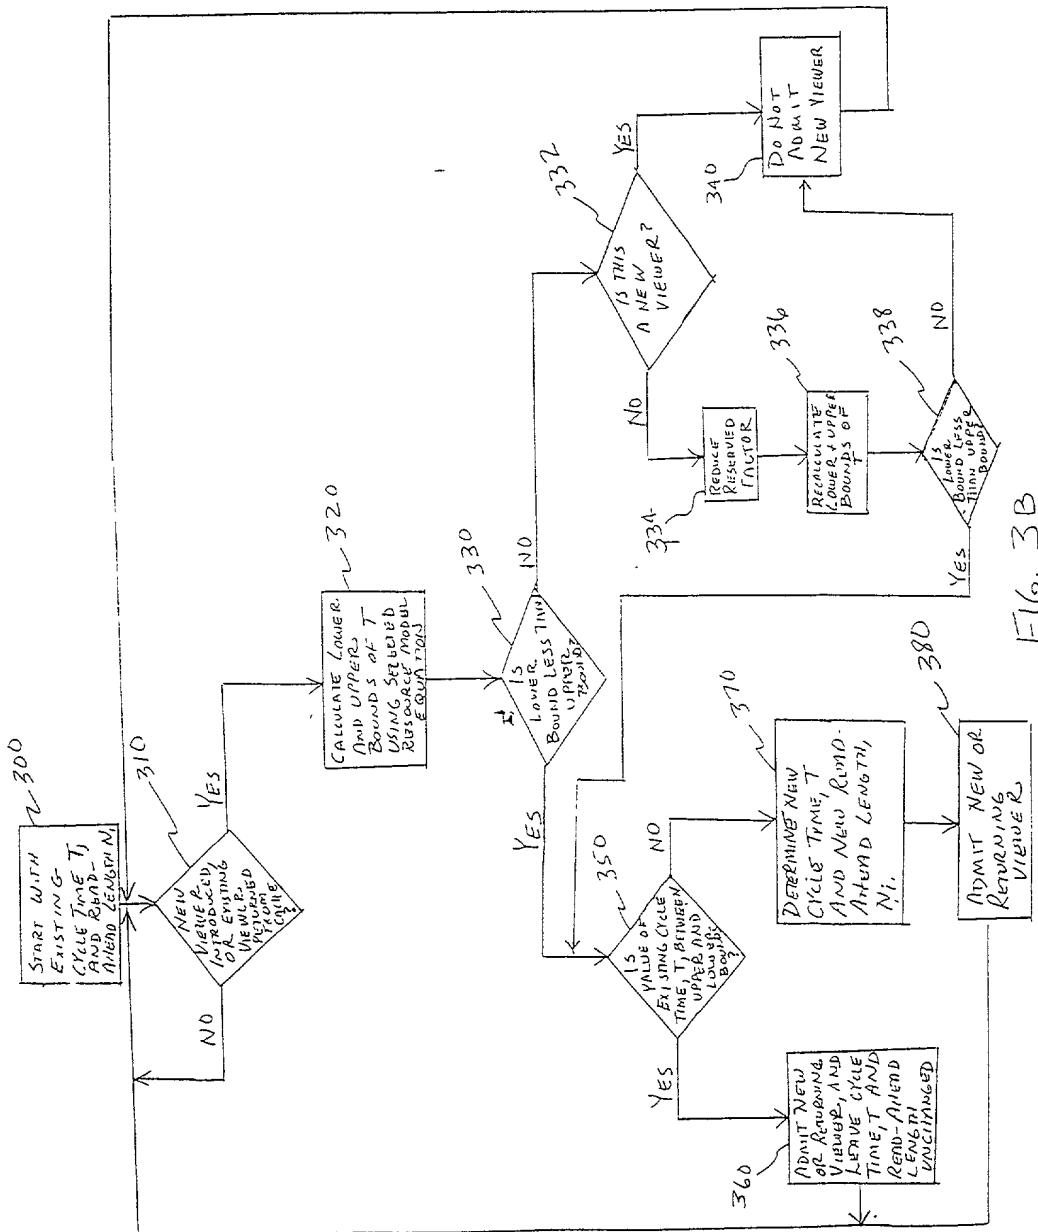 300
START WITH
EXISTING
CYCLE TIME T,
AND READ-
AHEAD LENGTH N,
310
NEW
VIEWER
INTRODUCED,
OR EXISTING
VIEWER
RETURNED
FROM
CACHE
?
YES
NO
320
CALCULATE LOWER
AND UPPER
BOUNDS OF T
USING SELECTED
RESOURCE MODEL
EQUATION
330
IS
LOWER
BOUND LESS THAN
UPPER
BOUND?
NO
YES
332
IS THIS
A NEW
VIEWER?
YES
NO
334
REDUCE
RESERVED
FACTOR
336
RECALCULATE
LOWER + UPPER
BOUNDS OF
T
338
IS
LOWER
BOUND LESS
THAN UPPER
BOUND?
NO
YES
340
DO NOT
ADMIT
NEW VIEWER
350
IS
VALUE OF
EXISTING CYCLE
TIME, T, BETWEEN
UPPER AND
LOWER
BOUNDS
?
NO
YES
360
ADMIT NEW
OR RETURNING
VIEWER, AND
LEAVE CYCLE
TIME, T AND
READ-AHEAD
LENGTH
UNCHANGED
370
DETERMINE NEW
CYCLE TIME, T
AND NEW READ-
AHEAD LENGTH,
Ni.
380
ADMIT NEW OR
RETURNING
VIEWER
FIG. 3B